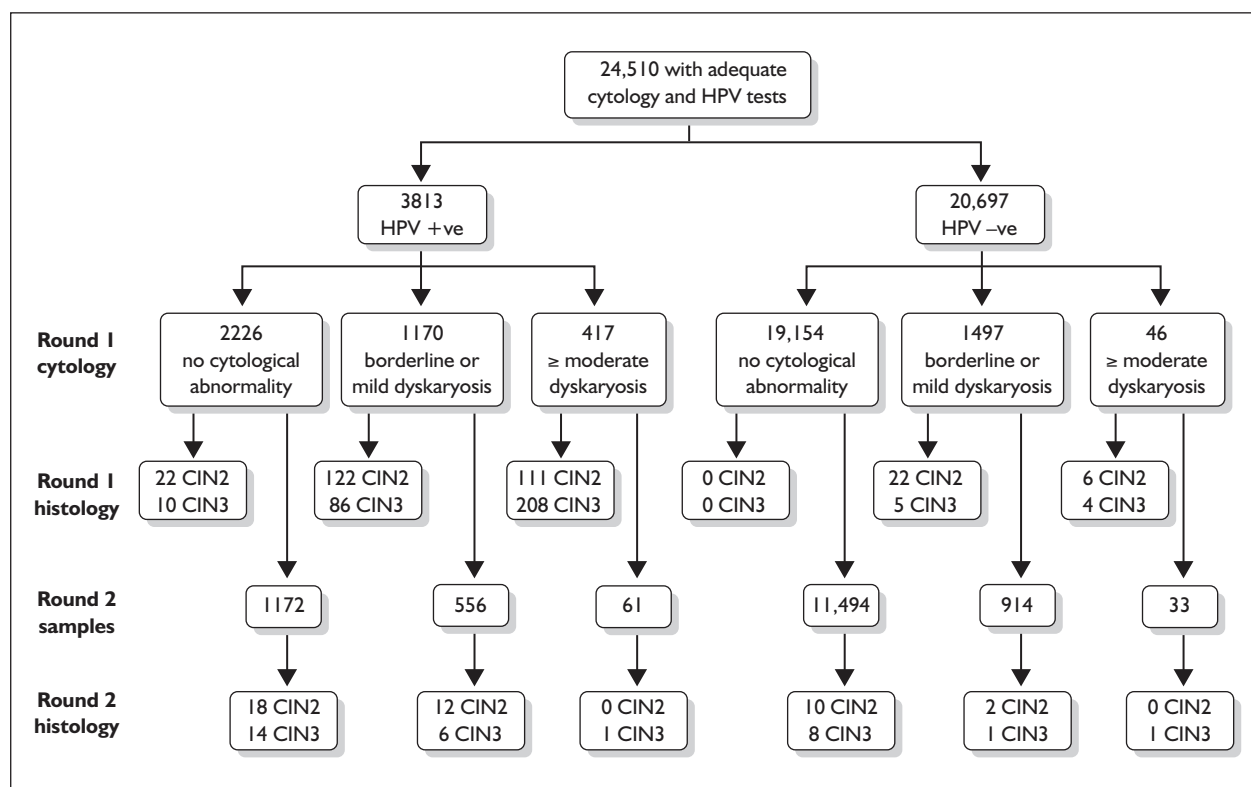 24,510 with adequate
cytology and HPV tests
3813
HPV +ve
20,697
HPV –ve
Round 1
cytology
2226
no cytological
abnormality
1170
borderline or
mild dyskaryosis
417
≥ moderate
dyskaryosis
19,154
no cytological
abnormality
1497
borderline or
mild dyskaryosis
46
≥ moderate
dyskaryosis
Round 1
histology
22 CIN2
10 CIN3
122 CIN2
86 CIN3
111 CIN2
208 CIN3
0 CIN2
0 CIN3
22 CIN2
5 CIN3
6 CIN2
4 CIN3
Round 2
samples
1172
556
61
11,494
914
33
Round 2
histology
18 CIN2
14 CIN3
12 CIN2
6 CIN3
0 CIN2
1 CIN3
10 CIN2
8 CIN3
2 CIN2
1 CIN3
0 CIN2
1 CIN3